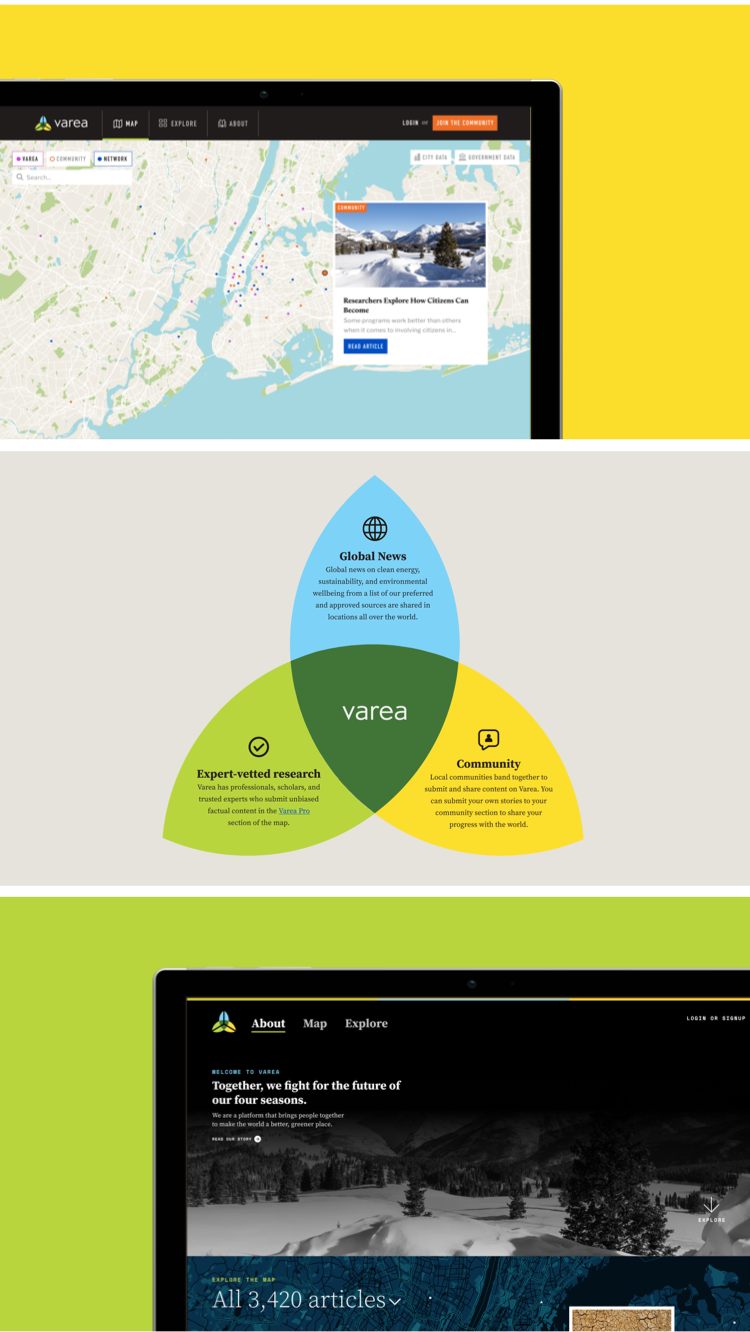 varea
MAP
EXPLORE
ABOUT
LOGIN or
JOIN THE COMMUNITY
VAREA
COMMUNITY
NETWORK
CITY DATA
GOVERNMENT DATA
Search...
COMMUNITY
Researchers Explore How Citizens Can
Become
Some programs work better than others
when it comes to involving citizens in...
READ ARTICLE
Global News
Global news on clean energy,
sustainability, and environmental
wellbeing from a list of our preferred
and approved sources are shared in
locations all over the world.
varea
Expert-vetted research
Varea has professionals, scholars, and
trusted experts who submit unbiased
factual content in the Varea Pro
section of the map.
Community
Local communities band together to
submit and share content on Varea. You
can submit your own stories to your
community section to share your
progress with the world.
About
Map
Explore
LOGIN OR SIGNUP
WELCOME TO VAREA
Together, we fight for the future of
our four seasons.
We are a platform that brings people together
to make the world a better, greener place.
READ OUR STORY
EXPLORE
EXPLORE THE MAP
All 3,420 articles